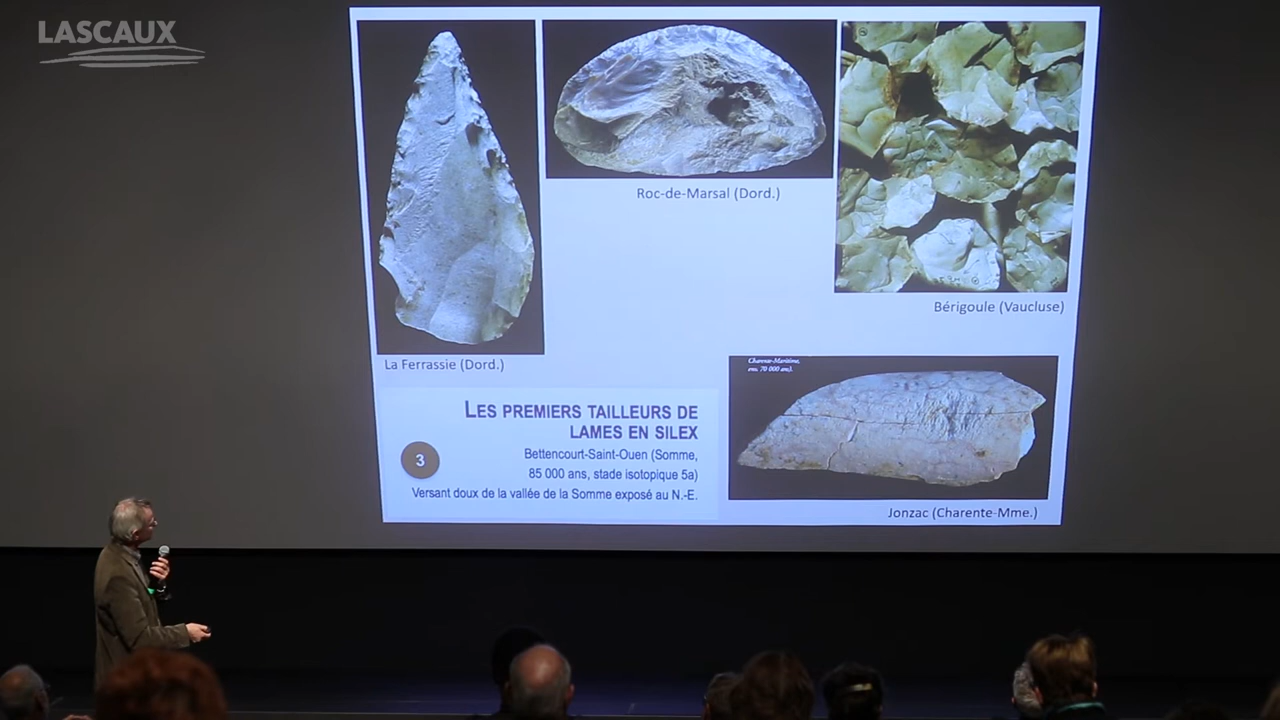 LASCAUX
Roc-de-Marsal (Dord.)
Bérigoule (Vaucluse)
La Ferrassie (Dord.)
Charente-Maritime,
env. 70 000 ans).
LES PREMIERS TAILLEURS DE
LAMES EN SILEX
3
Bettencourt-Saint-Ouen (Somme,
85 000 ans, stade isotopique 5a)
Versant doux de la vallée de la Somme exposé au N.-E.
Jonzac (Charente-Mme.)